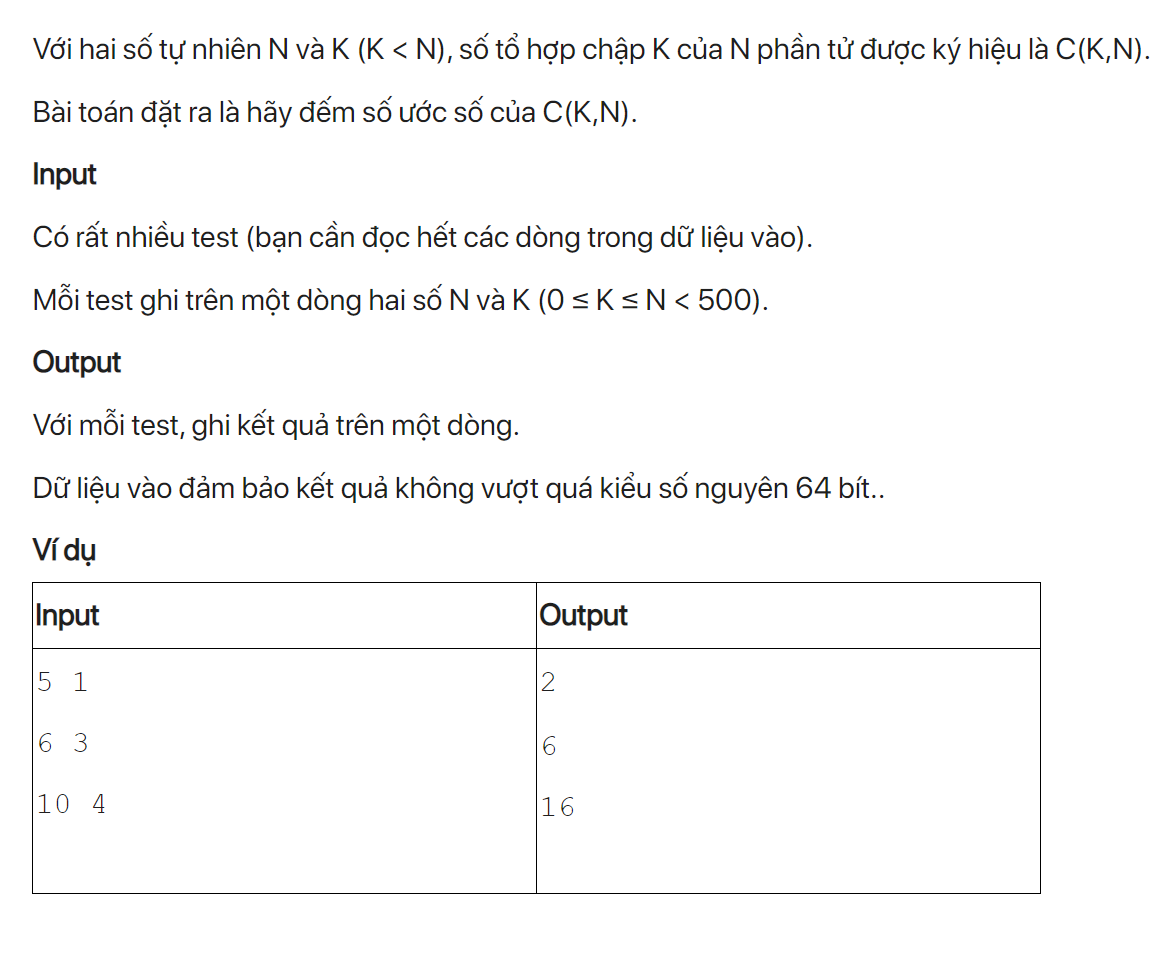 Với hai số tự nhiên N và K (K < N), số tổ hợp chập K của N phần tử được ký hiệu là C(K,N).
Bài toán đặt ra là hãy đếm số ước số của C(K,N).
Input
Có rất nhiều test (bạn cần đọc hết các dòng trong dữ liệu vào).
Mỗi test ghi trên một dòng hai số N và K (0 ≤ K ≤ N < 500).
Output
Với mỗi test, ghi kết quả trên một dòng.
Dữ liệu vào đảm bảo kết quả không vượt quá kiểu số nguyên 64 bít..
Ví dụ
Input Output
5 1 2
6 3 6
10 4 16